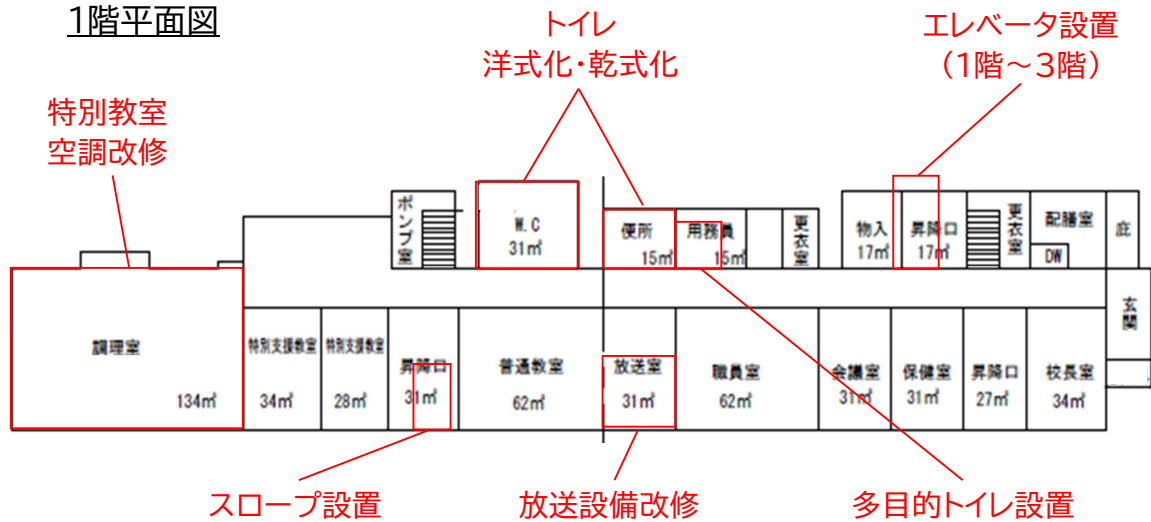 1階平面図
トイレ
洋式化・乾式化
エレベータ設置
(1階～3階)
特別教室
空調改修
ポンプ室
W.C
31㎡
便所
15㎡
用務員
15㎡
更衣室
物入
17㎡
昇降口
17㎡
更衣室
配膳室
DW
庇
玄関
調理室
134㎡
特別支援教室
34㎡
特別支援教室
28㎡
昇降口
31㎡
普通教室
62㎡
放送室
31㎡
職員室
62㎡
会議室
31㎡
保健室
31㎡
昇降口
27㎡
校長室
34㎡
スロープ設置
放送設備改修
多目的トイレ設置